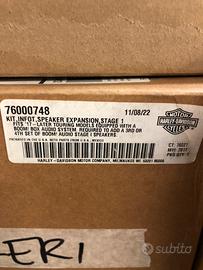 76000748
11/08/22
KIT, INFOT, SPEAKER EXPANSION, STAGE 1
FITS '17-LATER TOURING MODELS EQUIPPED WITH A
BOOM! BOX AUDIO SYSTEM. REQUIRED TO ADD A 3RD OR
4TH SET OF BOOM! AUDIO STAGE I SPEAKERS.
HARLEY-DAVIDSON
HARLEY-DAVIDSON MOTOR COMPANY, MILWAUKEE WI
ERI
subito